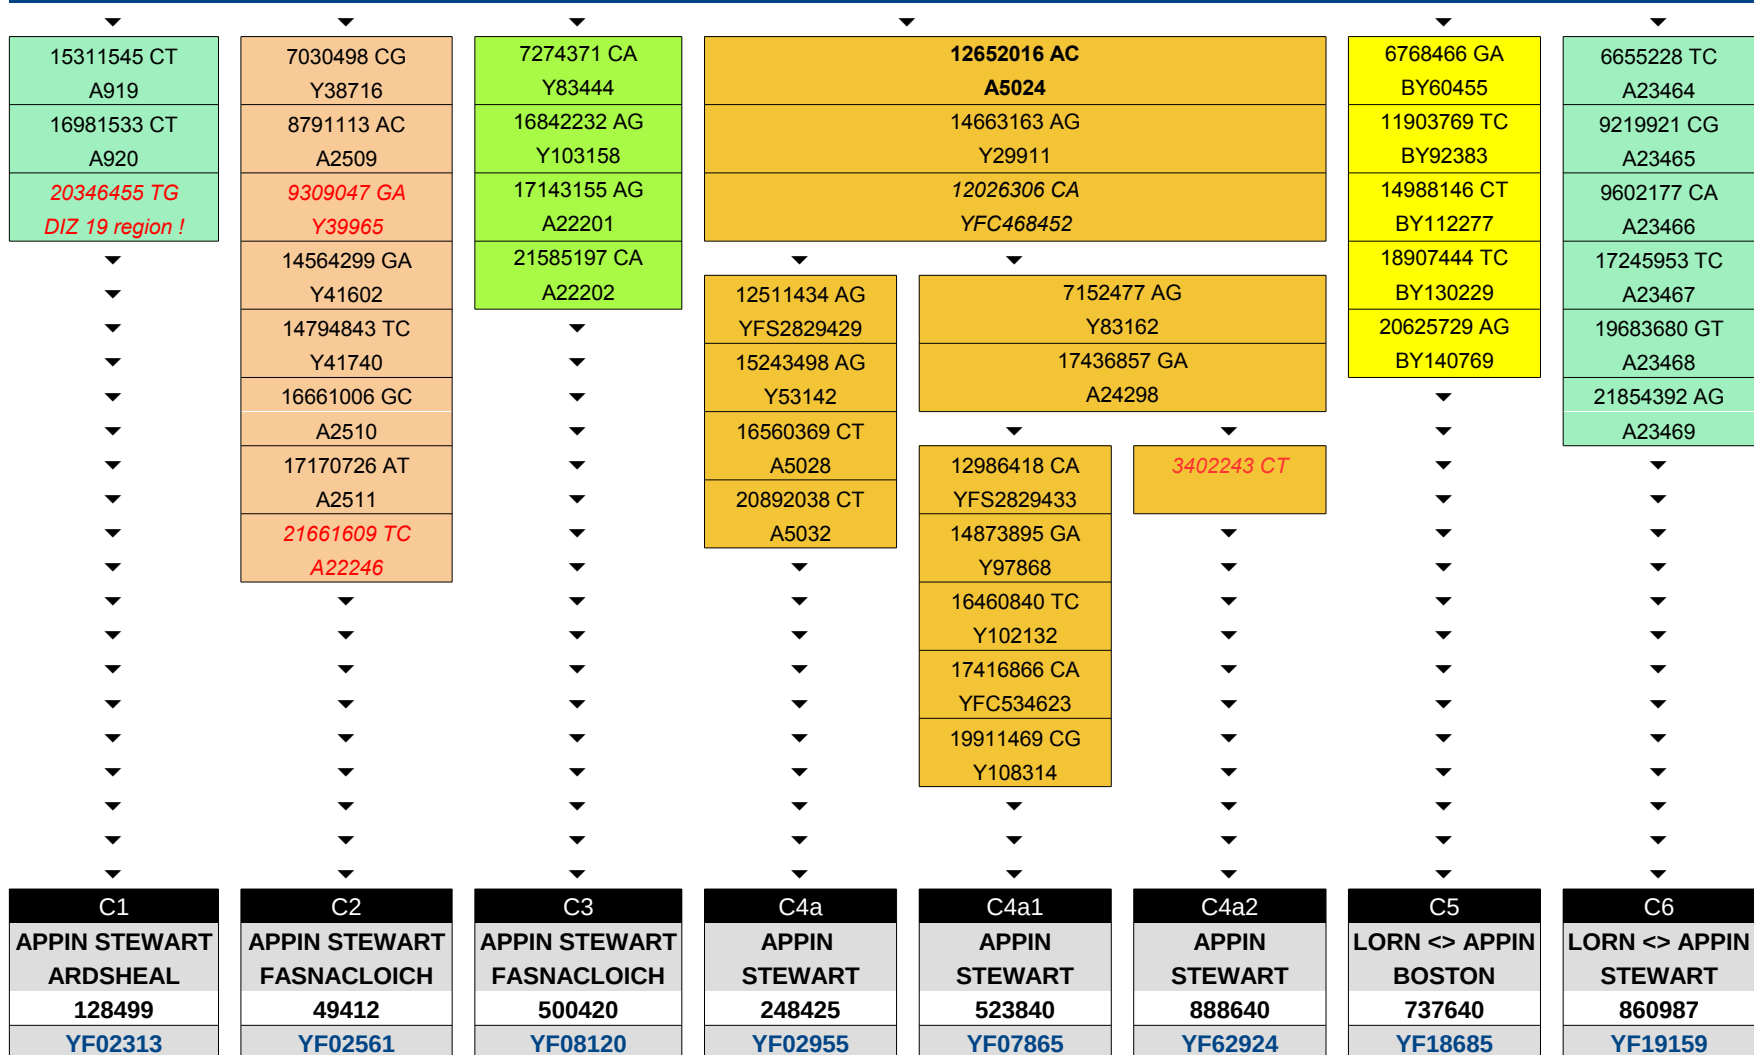 15311545 CT
A919
16981533 CT
A920
20346455 TG
DIZ 19 region !
7030498 CG
Y38716
8791113 AC
A2509
9309047 GA
Y39965
14564299 GA
Y41602
14794843 TC
Y41740
16661006 GC
A2510
17170726 AT
A2511
21661609 TC
A22246
7274371 CA
Y83444
16842232 AG
Y103158
17143155 AG
A22201
21585197 CA
A22202
12652016 AC
A5024
14663163 AG
Y29911
12026306 CA
YFC468452
12511434 AG
YFS2829429
15243498 AG
Y53142
16560369 CT
A5028
20892038 CT
A5032
7152477 AG
Y83162
17436857 GA
A24298
12986418 CA
YFS2829433
14873895 GA
Y97868
16460840 TC
Y102132
17416866 CA
YFC534623
19911469 CG
Y108314
3402243 CT
6768466 GA
BY60455
11903769 TC
BY92383
14988146 CT
BY112277
18907444 TC
BY130229
20625729 AG
BY140769
6655228 TC
A23464
9219921 CG
A23465
9602177 CA
A23466
17245953 TC
A23467
19683680 GT
A23468
21854392 AG
A23469
C1
APPIN STEWART
ARDSHEAL
128499
YF02313
C2
APPIN STEWART
FASNACLOICH
49412
YF02561
C3
APPIN STEWART
FASNACLOICH
500420
YF08120
C4a
APPIN
STEWART
248425
YF02955
C4a1
APPIN
STEWART
523840
YF07865
C4a2
APPIN
STEWART
888640
YF62924
C5
LORN <> APPIN
BOSTON
737640
YF18685
C6
LORN <> APPIN
STEWART
860987
YF19159